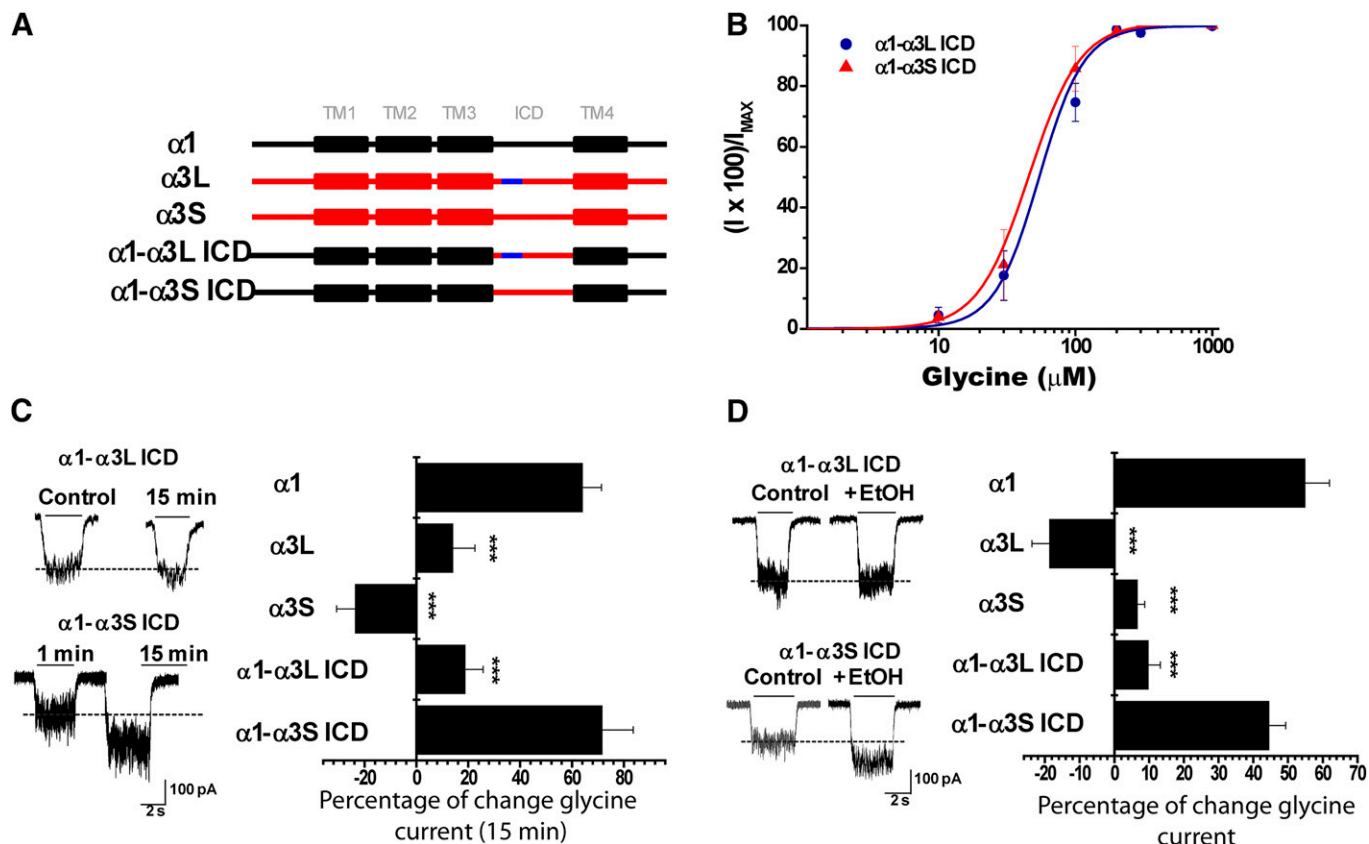 A
TM1 TM2 TM3 ICD TM4
α1
α3L
α3S
α1-α3L ICD
α1-α3S ICD
B
α1-α3L ICD
α1-α3S ICD
(I x 100)/I_MAX
100
80
60
40
20
0
10 100 1000
Glycine (μM)
C
α1-α3L ICD
Control 15 min
α1-α3S ICD
1 min 15 min
100 pA
2 s
α1
α3L
***
α3S
***
α1-α3L ICD
***
α1-α3S ICD
-20 0 20 40 60 80
Percentage of change glycine
current (15 min)
D
α1-α3L ICD
Control +EtOH
α1-α3S ICD
Control +EtOH
100 pA
2 s
α1
α3L
***
α3S
***
α1-α3L ICD
***
α1-α3S ICD
-20 -10 0 10 20 30 40 50 60 70
Percentage of change glycine
current